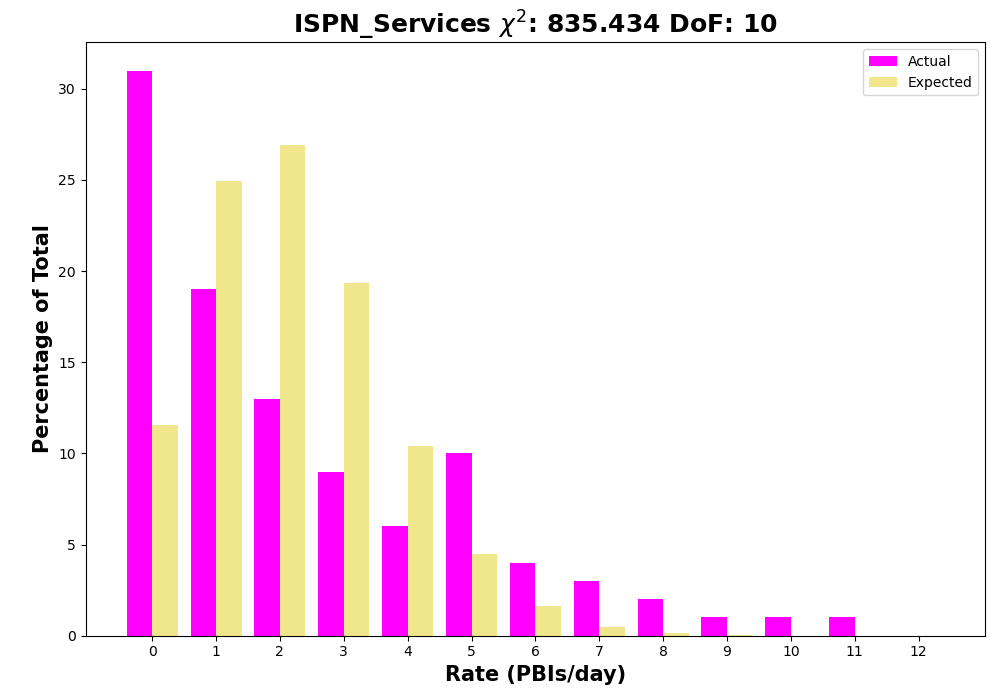 ISPN_Services χ²: 835.434 DoF: 10
Actual
Expected
Percentage of Total
30
25
20
15
10
5
0
0 1 2 3 4 5 6 7 8 9 10 11 12
Rate (PBIs/day)